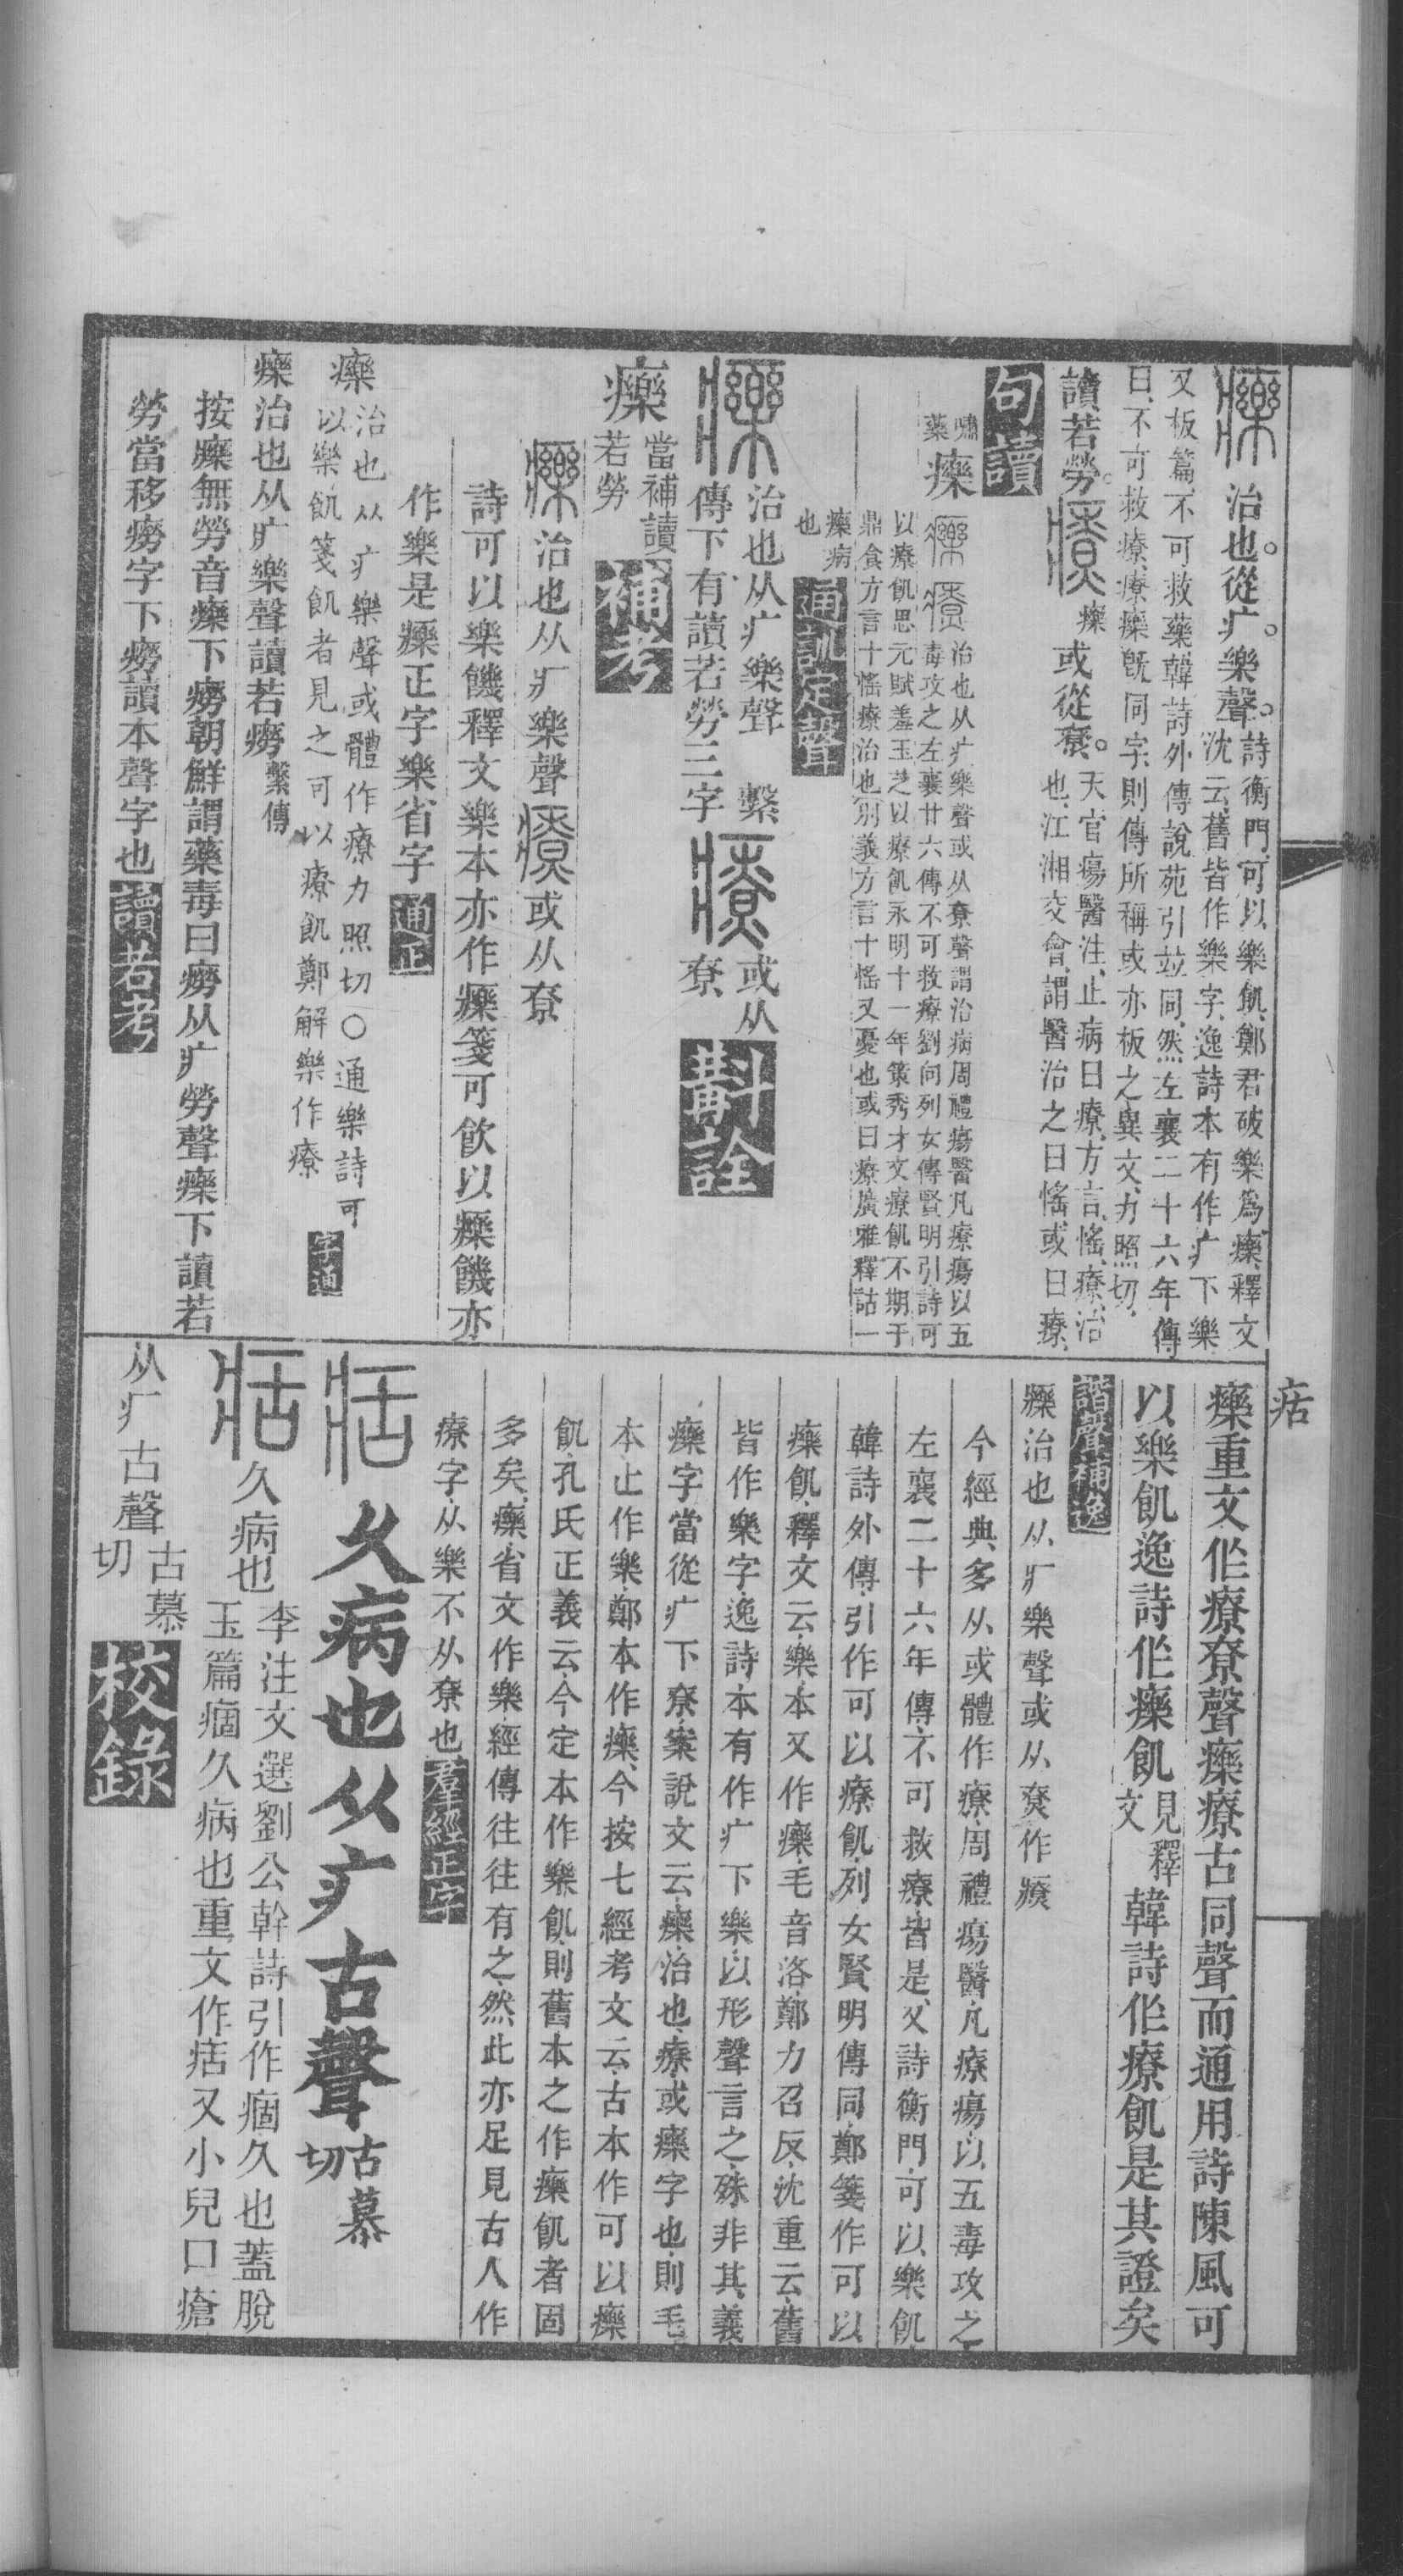 𤻲治也。從疒。樂聲。詩衡門、可以樂飢、鄭君破樂爲𤻲、釋文
沈云、舊皆作樂字、逸詩本有作疒下樂
又板篇、不可救藥、韓詩外傳說苑引竝同、然左襄二十六年傳
曰、不可救療、療𤻲旣同字、則傳所稱或亦板之異文、力照切、
讀若勞。療𤻲或從尞。天官瘍醫注、止病曰療、方言、愮、療、治
也、江湘交會、謂醫治之曰愮、或曰療、
句讀
嘯
藥
𤻲𤻲療治也从疒樂聲或从尞聲謂治病周禮瘍醫凡療瘍以五
毒攻之左襄廿六傳不可救療劉向列女傳賢明引詩可
以療飢思元賦羞玉芝以療飢永明十一年策秀才文療飢不期于
鼎食方言十愮療治也別義方言十愮又憂也或曰療廣雅釋詁一
𤻲病
也
通訓定聲
𤻲治也从疒樂聲　繫
傳下有讀若勞三字
療或从
尞
斠詮
𤻲當補讀
若勞
補考
𤻲治也从疒樂聲療或从尞
詩可以樂饑釋文樂本亦作𤻲箋可飲以𤻲饑亦
作樂是𤻲正字樂省字通正
𤻲治也从疒樂聲或體作療力照切○通樂詩可
以樂飢箋飢者見之可以療飢鄭解樂作療
字通
𤻲治也从疒樂聲讀若癆繫傳
按𤻲無勞音𤻲下癆朝鮮謂藥毒曰癆从疒勞聲𤻲下讀若
勞當移癆字下癆讀本聲字也讀若考
痁
𤻲重文作療尞聲𤻲療古同聲而通用詩陳風可
以樂飢逸詩作𤻲飢見釋
文
韓詩作療飢是其證矣
諧聲補逸
𤻲治也从疒樂聲或从尞作療
今經典多从或體作療周禮瘍醫凡療瘍以五毒攻之
左襄二十六年傳不可救療皆是又詩衡門可以樂飢
韓詩外傳引作可以療飢列女賢明傳同鄭箋作可以
𤻲飢釋文云樂本又作𤻲毛音洛鄭力召反沈重云舊
皆作樂字逸詩本有作疒下樂以形聲言之殊非其義
𤻲字當從疒下尞案說文云𤻲治也療或𤻲字也則毛
本止作樂鄭本作𤻲今按七經考文云古本作可以𤻲
飢孔氏正義云今定本作樂飢則舊本之作𤻲飢者固
多矣𤻲省文作樂經傳往往有之然此亦足見古人作
療字从樂不从尞也羣經正字
痼久病也从疒古聲古慕
切
痁久病也李注文選劉公幹詩引作痼久也蓋脫
玉篇痼久病也重文作㽽又小兒口瘡
从疒古聲古慕
切
校錄